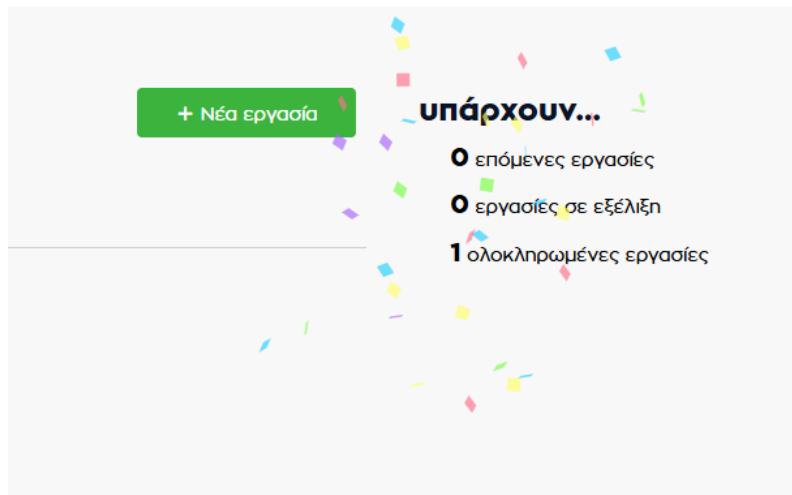 + Νέα εργασία
υπάρχουν...
0 επόμενες εργασίες
0 εργασίες σε εξέλιξη
1 ολοκληρωμένες εργασίες